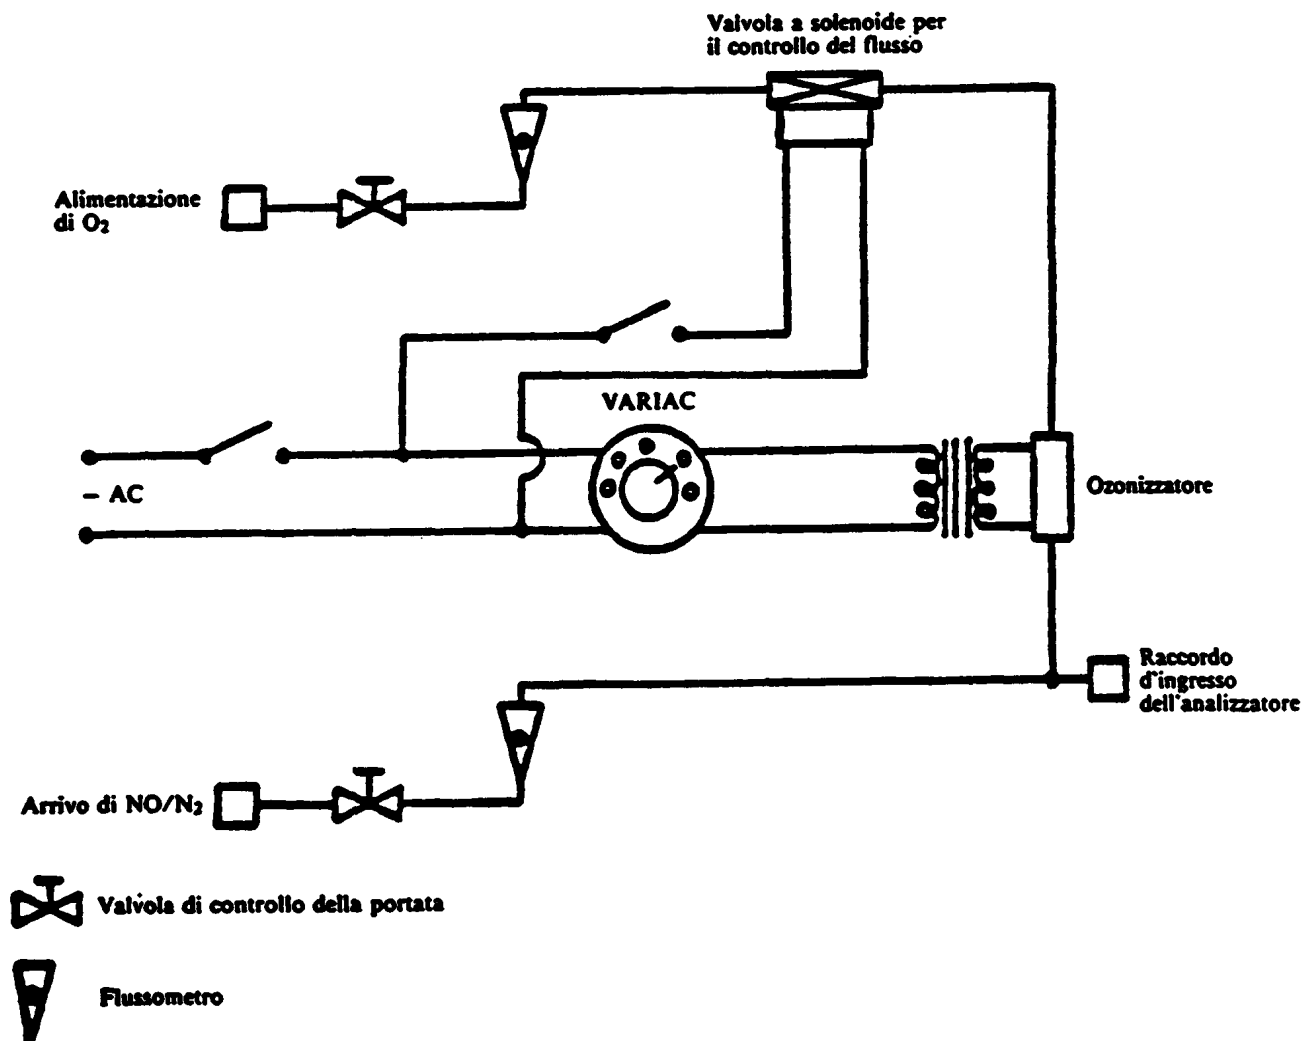 Valvola a solenoide per
il controllo del flusso
Alimentazione
di O₂
VARIAC
– AC
Ozonizzatore
Raccordo
d'ingresso
dell'analizzatore
Arrivo di NO/N₂
Valvola di controllo della portata
Flussometro